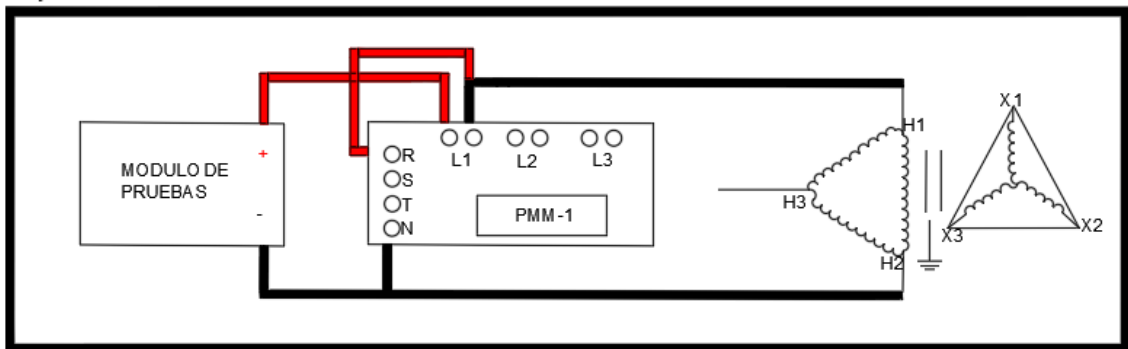 MODULO DE
PRUEBAS
+
-
R
S
T
N
L1
L2
L3
PMM-1
H1
H3
H2
X1
X3
X2